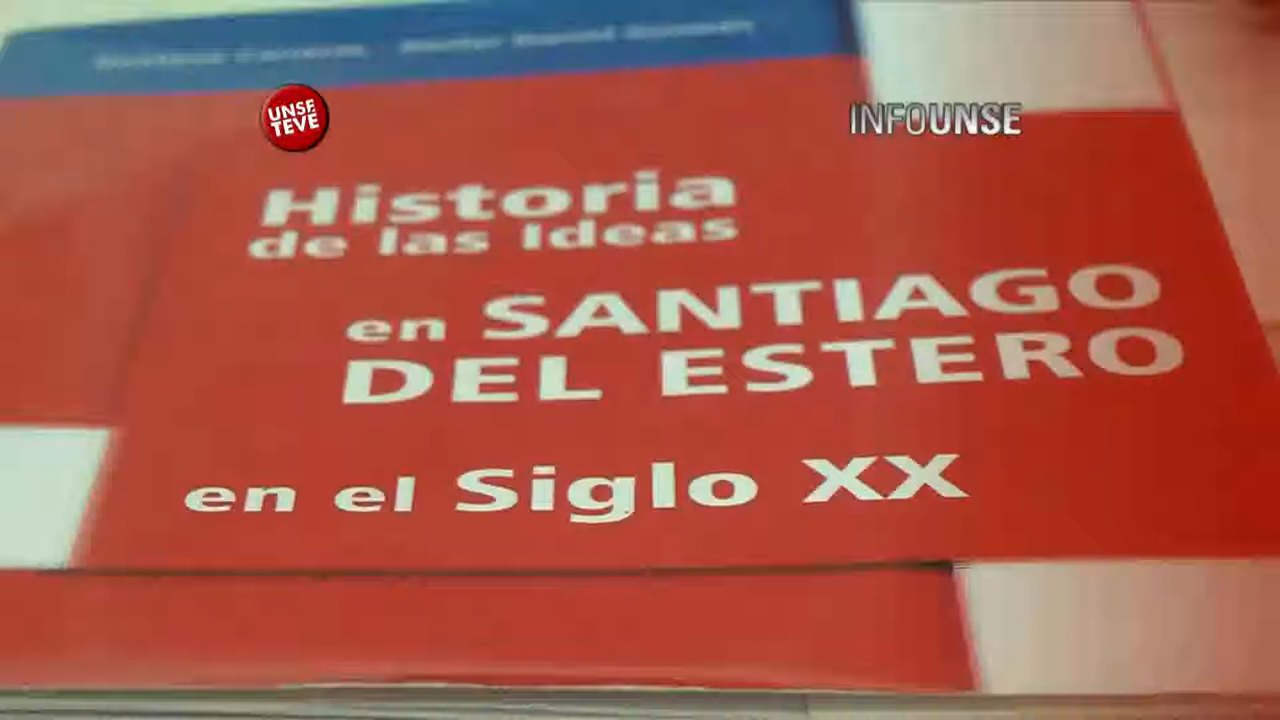 UNSE
TEVE
INFOUNSE
Historia
de las Ideas
en SANTIAGO
DEL ESTERO
en el Siglo XX